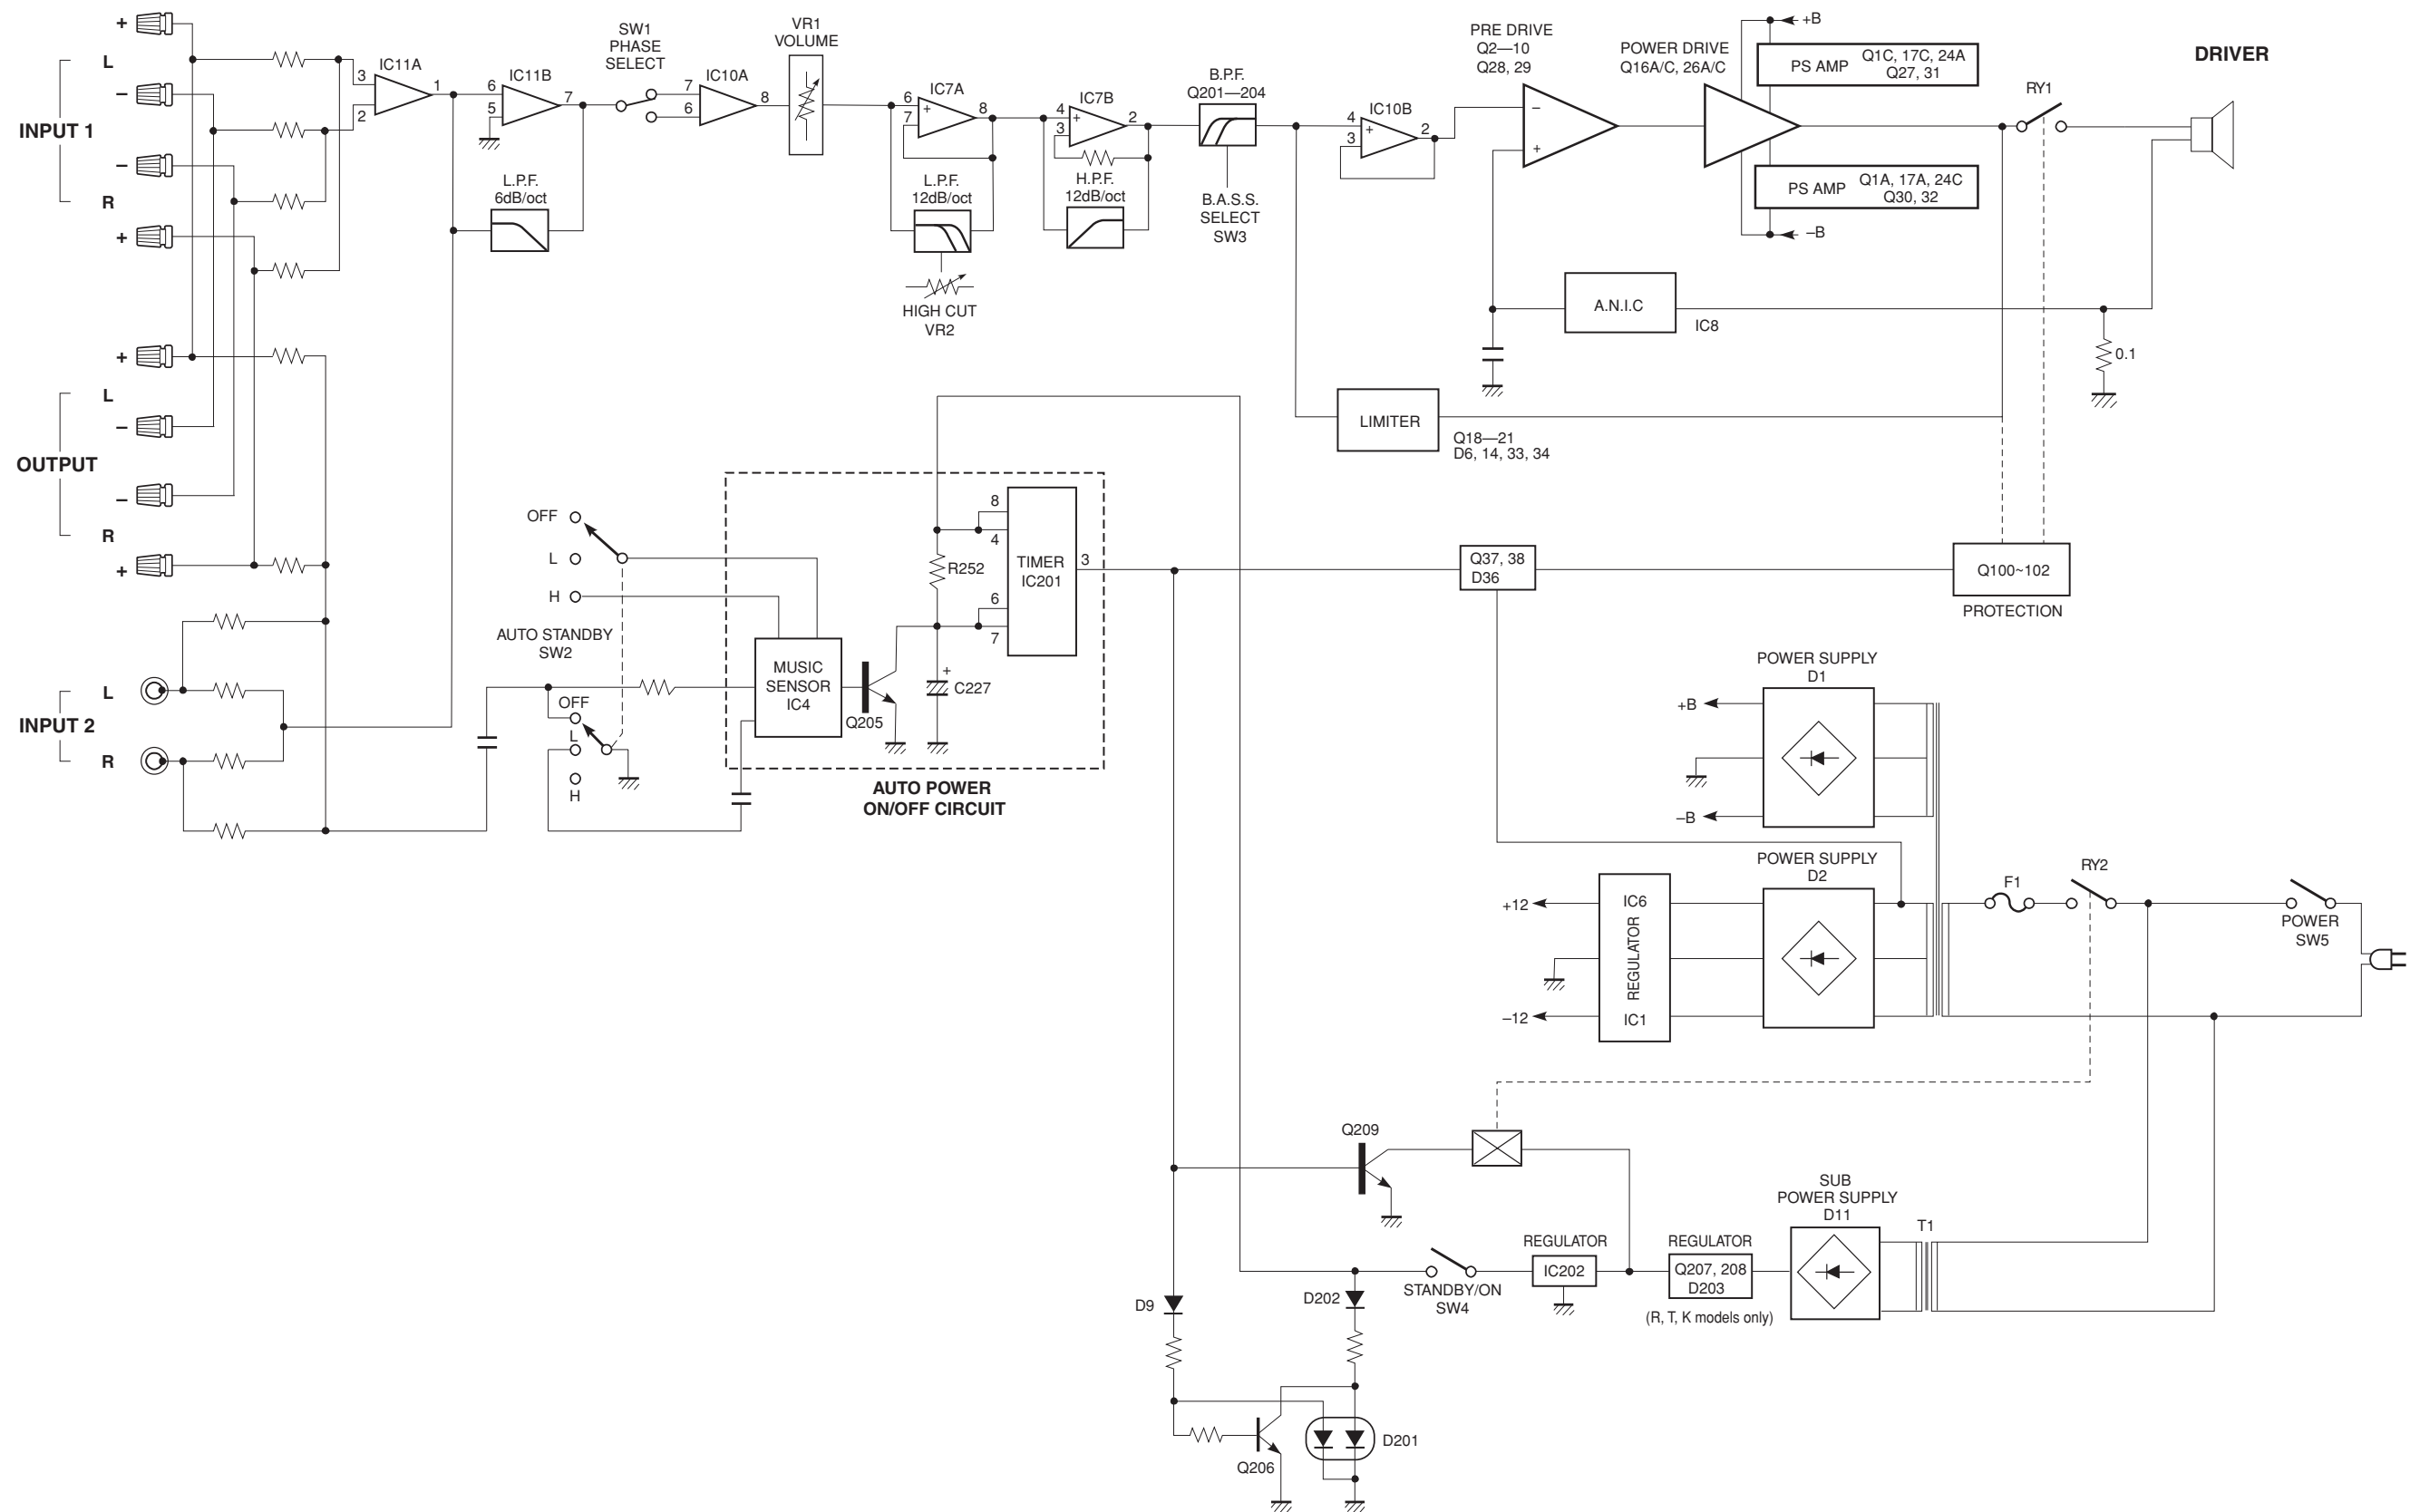 +
L
–
INPUT 1
–
R
+
+
L
–
OUTPUT
–
R
+
INPUT 2
L
R
IC11A
3
2
1
IC11B
6
5
7
L.P.F.
6dB/oct
SW1
PHASE
SELECT
IC10A
7
6
8
VR1
VOLUME
IC7A
6
+
7
8
L.P.F.
12dB/oct
HIGH CUT
VR2
IC7B
4
+
3
2
H.P.F.
12dB/oct
B.P.F.
Q201—204
B.A.S.S.
SELECT
SW3
IC10B
4
+
3
2
PRE DRIVE
Q2—10
Q28, 29
–
+
POWER DRIVE
Q16A/C, 26A/C
+B
PS AMP
Q1C, 17C, 24A
Q27, 31
PS AMP
Q1A, 17A, 24C
Q30, 32
–B
RY1
DRIVER
A.N.I.C
IC8
0.1
LIMITER
Q18—21
D6, 14, 33, 34
OFF
L
H
AUTO STANDBY
SW2
OFF
L
H
MUSIC
SENSOR
IC4
Q205
R252
+
C227
8
4
6
7
TIMER
IC201
3
AUTO POWER
ON/OFF CIRCUIT
Q37, 38
D36
Q100~102
PROTECTION
POWER SUPPLY
D1
+B
–B
POWER SUPPLY
D2
+12
–12
IC6
REGULATOR
IC1
F1
RY2
POWER
SW5
Q209
SUB
POWER SUPPLY
D11
T1
REGULATOR
IC202
REGULATOR
Q207, 208
D203
(R, T, K models only)
STANDBY/ON
SW4
D9
D202
Q206
D201